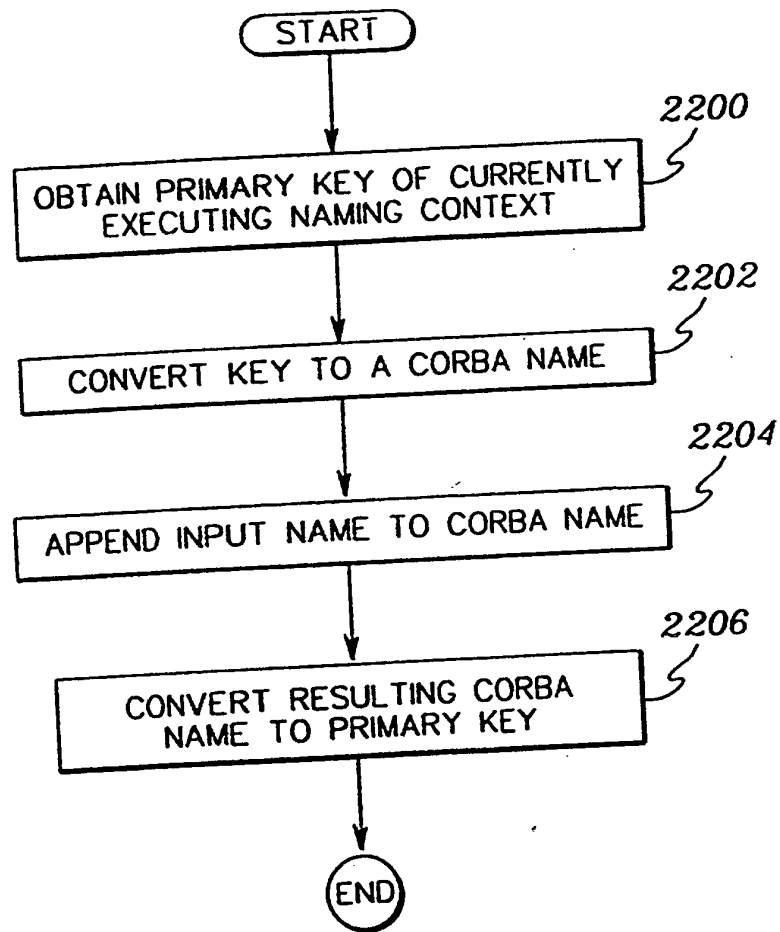 START
2200
OBTAIN PRIMARY KEY OF CURRENTLY
EXECUTING NAMING CONTEXT
2202
CONVERT KEY TO A CORBA NAME
2204
APPEND INPUT NAME TO CORBA NAME
2206
CONVERT RESULTING CORBA
NAME TO PRIMARY KEY
END